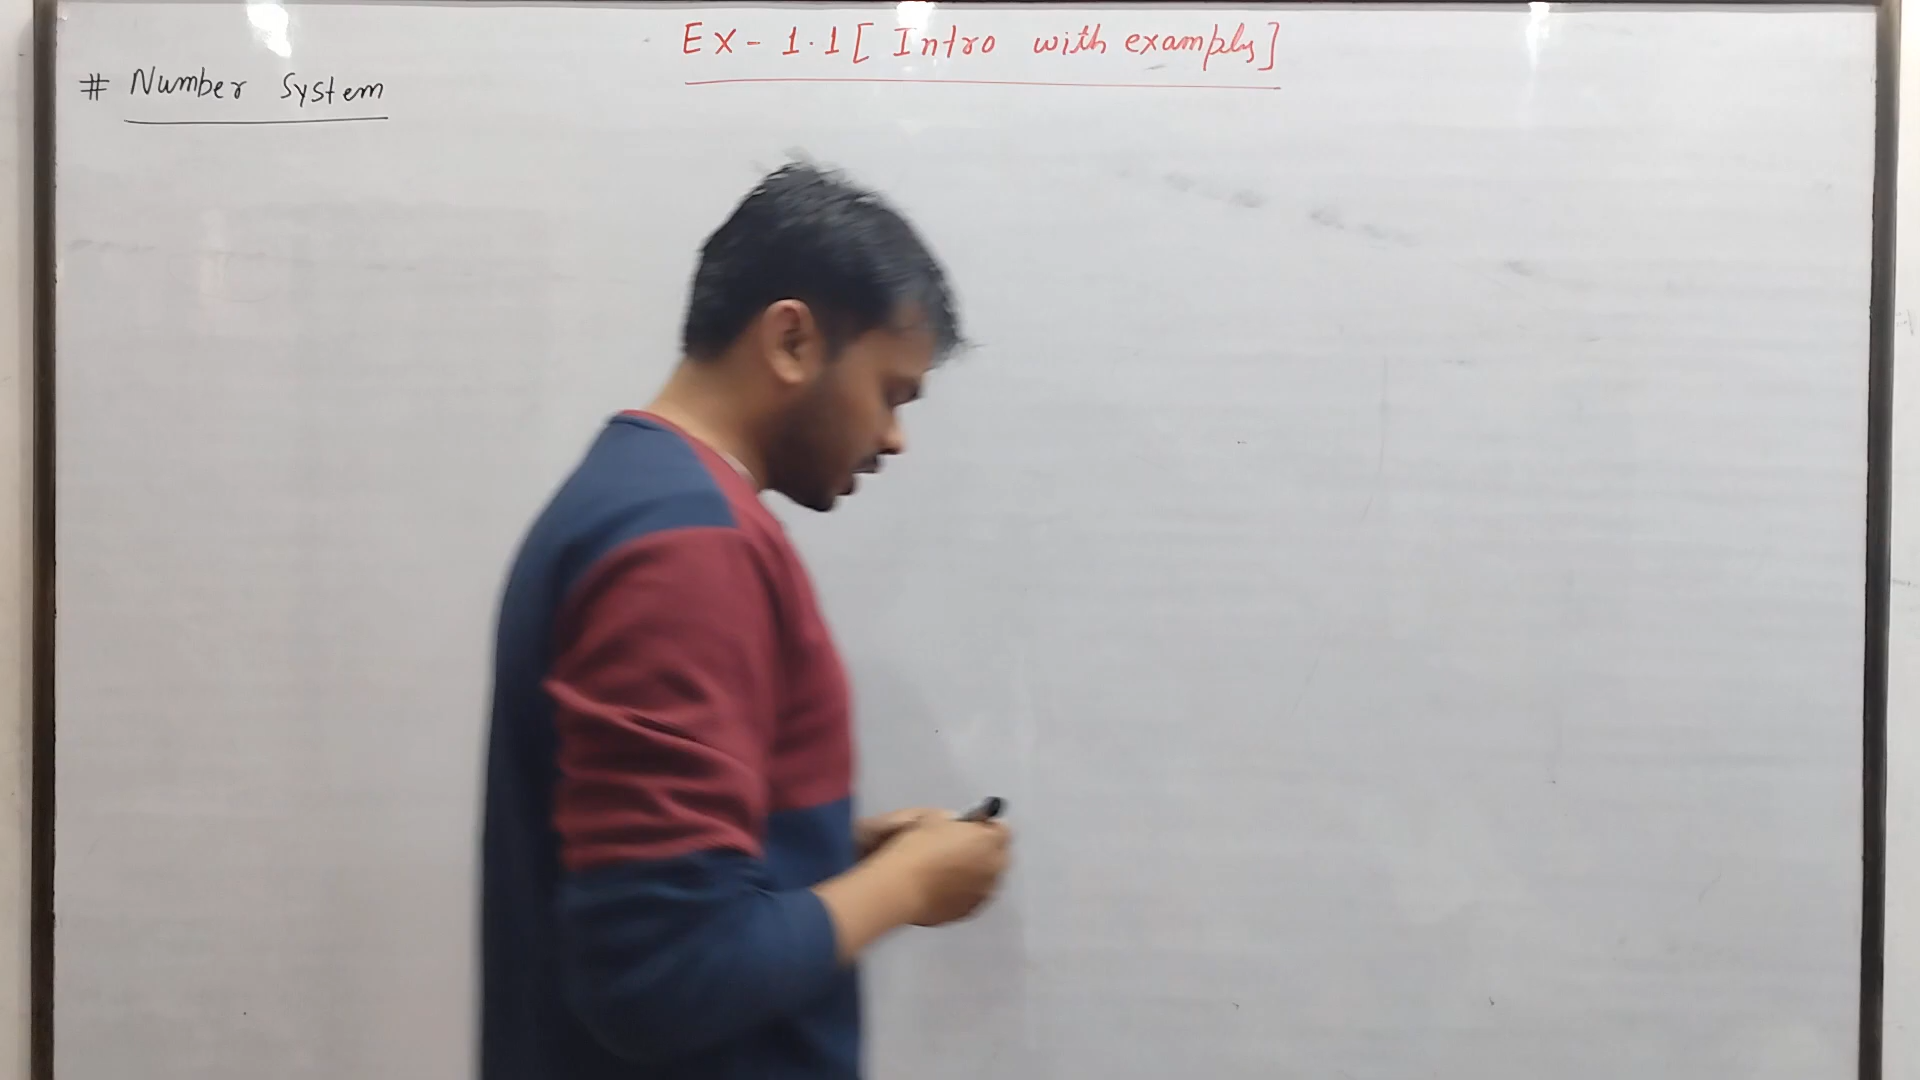 Ex - 1.1 [ Intro with examples ]
# Number System